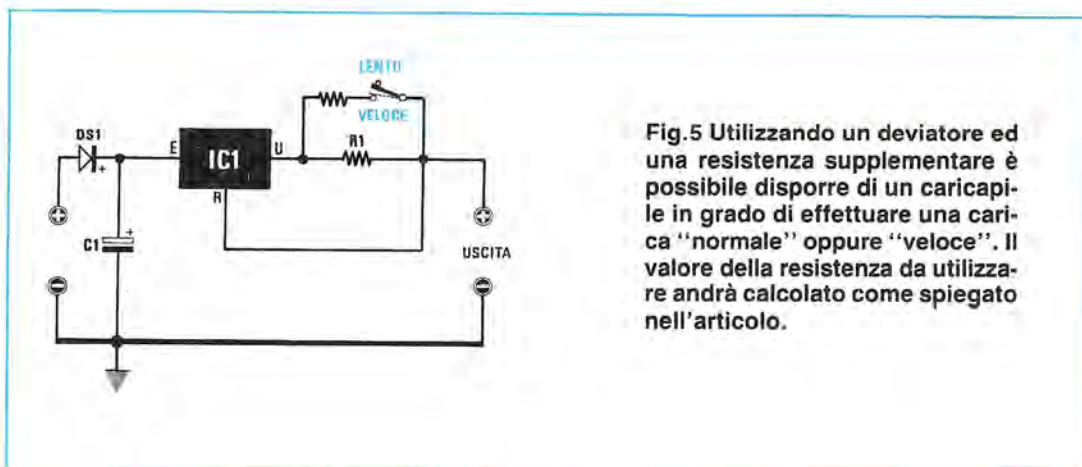 LENTO
VELOCE
DS1
E
IC1
U
R1
R
+
C1
+
+
+
USCITA
-
-
Fig.5 Utilizzando un deviatore ed
una resistenza supplementare è
possibile disporre di un caricapi-
le in grado di effettuare una cari-
ca "normale" oppure "veloce". Il
valore della resistenza da utilizza-
re andrà calcolato come spiegato
nell'articolo.